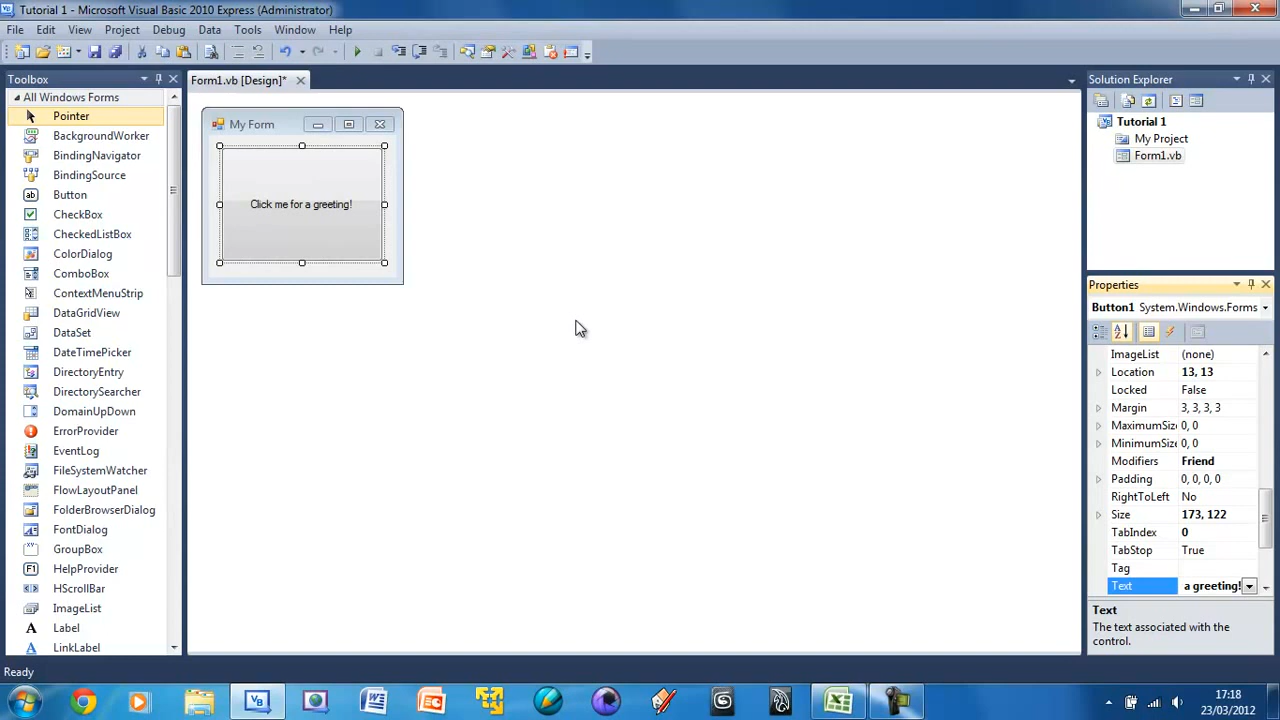 Tutorial 1 - Microsoft Visual Basic 2010 Express (Administrator)
File Edit View Project Debug Data Tools Window Help
Toolbox
All Windows Forms
Pointer
BackgroundWorker
BindingNavigator
BindingSource
Button
CheckBox
CheckedListBox
ColorDialog
ComboBox
ContextMenuStrip
DataGridView
DataSet
DateTimePicker
DirectoryEntry
DirectorySearcher
DomainUpDown
ErrorProvider
EventLog
FileSystemWatcher
FlowLayoutPanel
FolderBrowserDialog
FontDialog
GroupBox
HelpProvider
HScrollBar
ImageList
Label
LinkLabel
Form1.vb [Design]*
My Form
Click me for a greeting!
Solution Explorer
Tutorial 1
My Project
Form1.vb
Properties
Button1 System.Windows.Forms
ImageList (none)
Location 13, 13
Locked False
Margin 3, 3, 3, 3
MaximumSiz 0, 0
MinimumSiz 0, 0
Modifiers Friend
Padding 0, 0, 0, 0
RightToLeft No
Size 173, 122
TabIndex 0
TabStop True
Tag
Text a greeting!
Text
The text associated with the
control.
Ready
17:18
23/03/2012